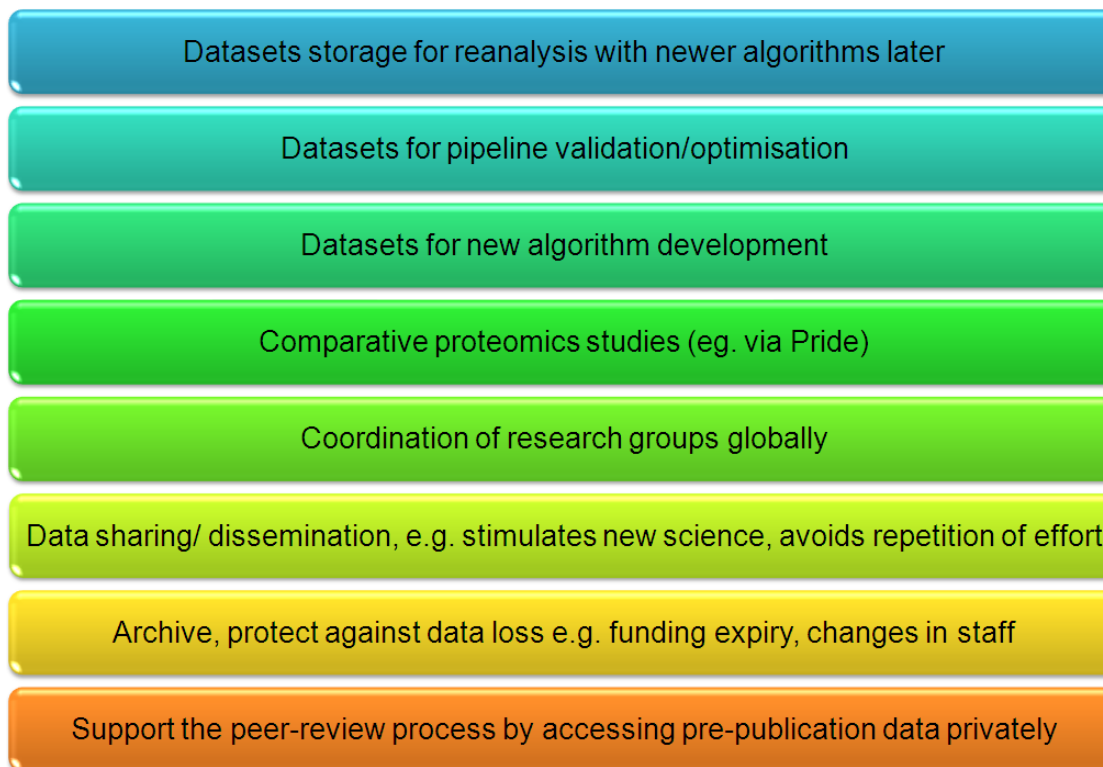 Datasets storage for reanalysis with newer algorithms later
Datasets for pipeline validation/optimisation
Datasets for new algorithm development
Comparative proteomics studies (eg. via Pride)
Coordination of research groups globally
Data sharing/ dissemination, e.g. stimulates new science, avoids repetition of effort
Archive, protect against data loss e.g. funding expiry, changes in staff
Support the peer-review process by accessing pre-publication data privately